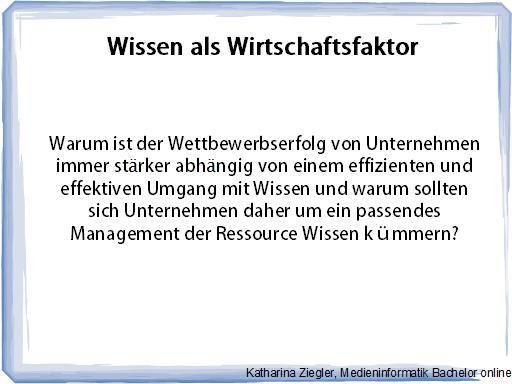 Wissen als Wirtschaftsfaktor
Warum ist der Wettbewerbserfolg von Unternehmen
immer stärker abhängig von einem effizienten und
effektiven Umgang mit Wissen und warum sollten
sich Unternehmen daher um ein passendes
Management der Ressource Wissen k ümmern?
Katharina Ziegler, Medieninformatik Bachelor online